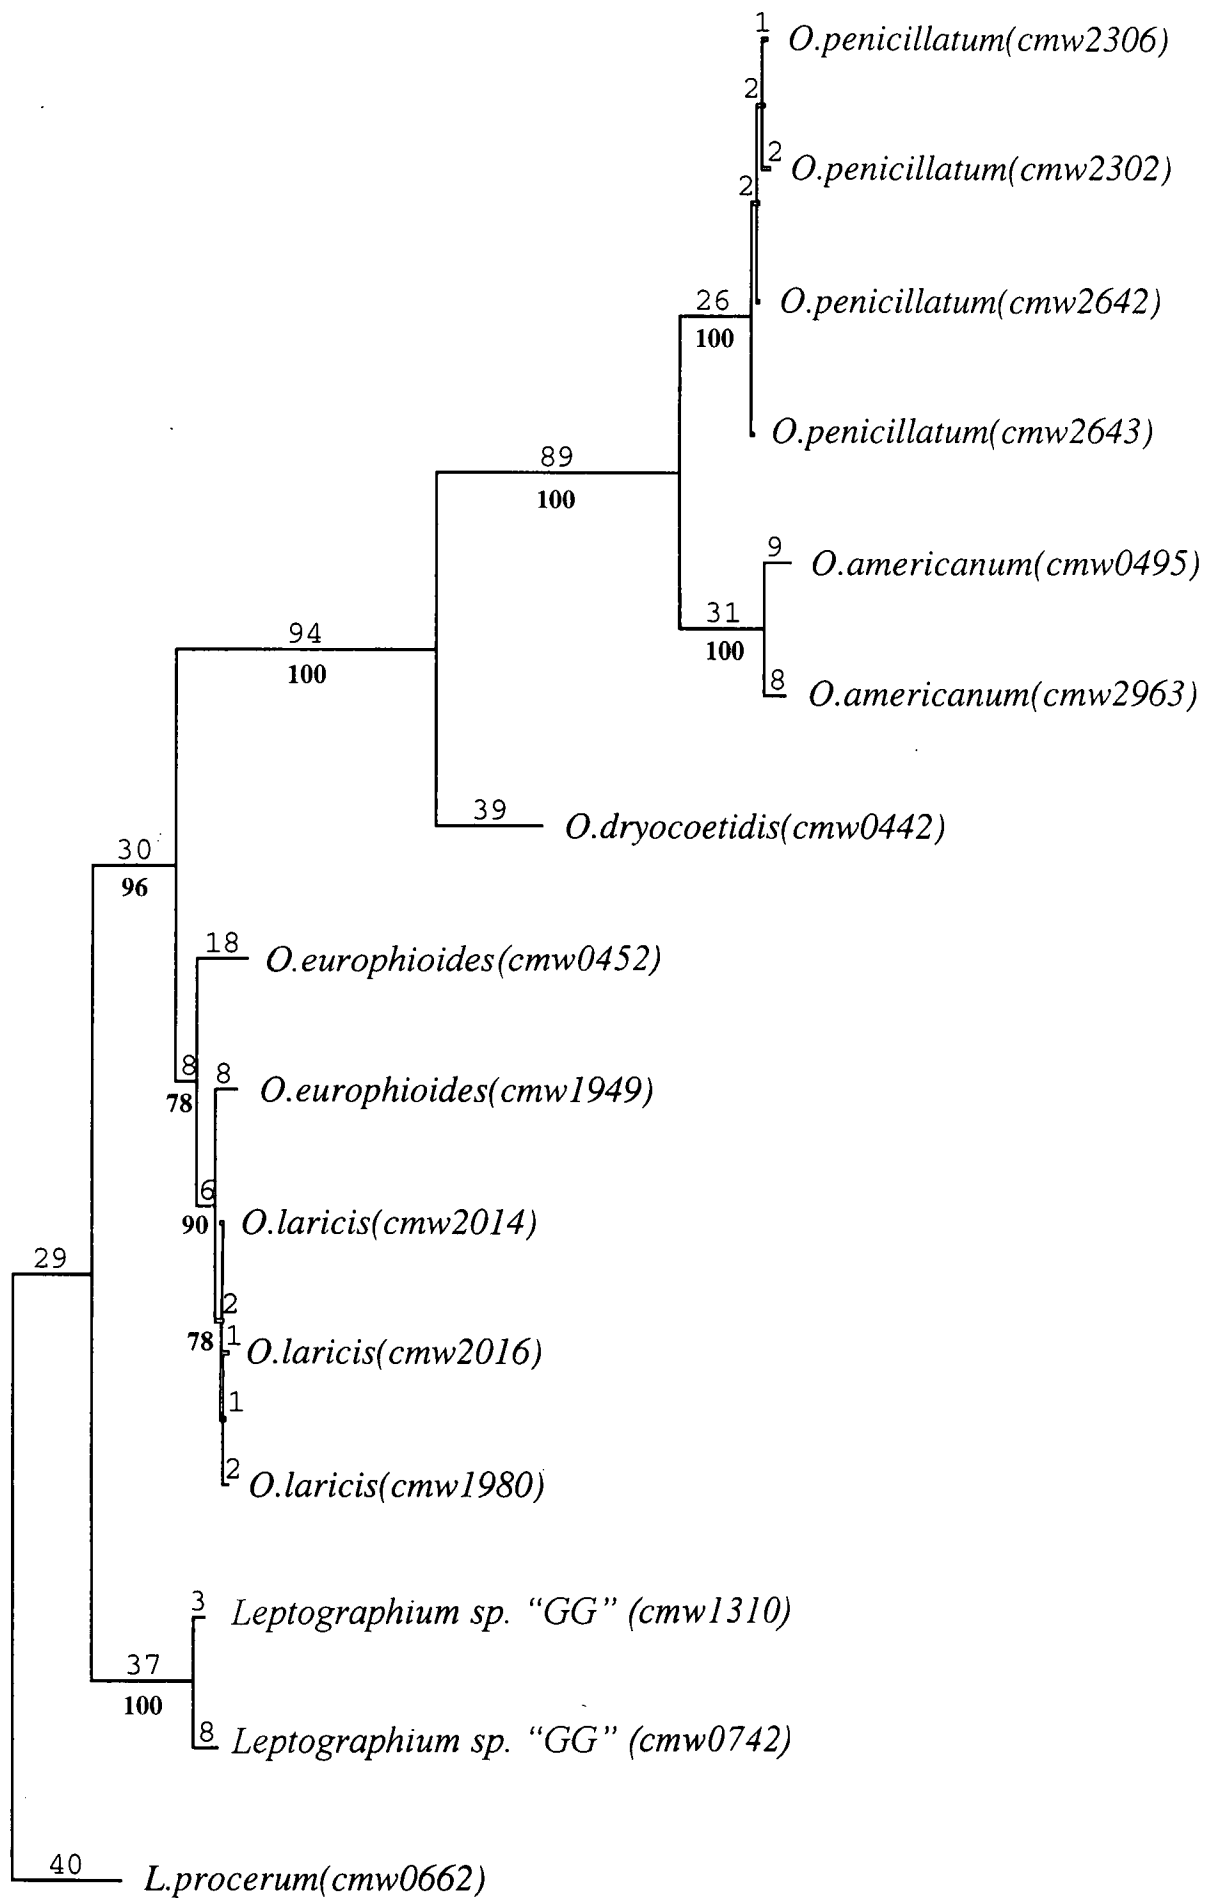 1
O.penicillatum(cmw2306)
2
2
O.penicillatum(cmw2302)
2
26
O.penicillatum(cmw2642)
100
O.penicillatum(cmw2643)
89
100
9
O.americanum(cmw0495)
31
100
8
O.americanum(cmw2963)
94
100
39
O.dryocoetidis(cmw0442)
30
96
18
O.europhioides(cmw0452)
8
78
8
O.europhioides(cmw1949)
6
90
O.laricis(cmw2014)
29
2
78
1
O.laricis(cmw2016)
1
2
O.laricis(cmw1980)
3
Leptographium sp. “GG” (cmw1310)
37
100
8
Leptographium sp. “GG” (cmw0742)
40
L.procerum(cmw0662)